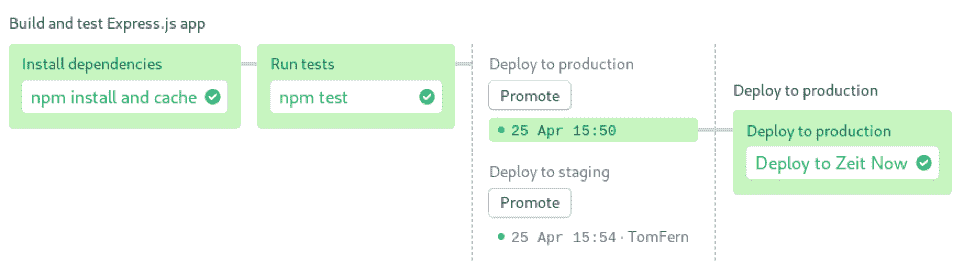 Build and test Express.js app
Install dependencies
npm install and cache
Run tests
npm test
Deploy to production
Promote
25 Apr 15:50
Deploy to staging
Promote
25 Apr 15:54 · TomFern
Deploy to production
Deploy to production
Deploy to Zeit Now